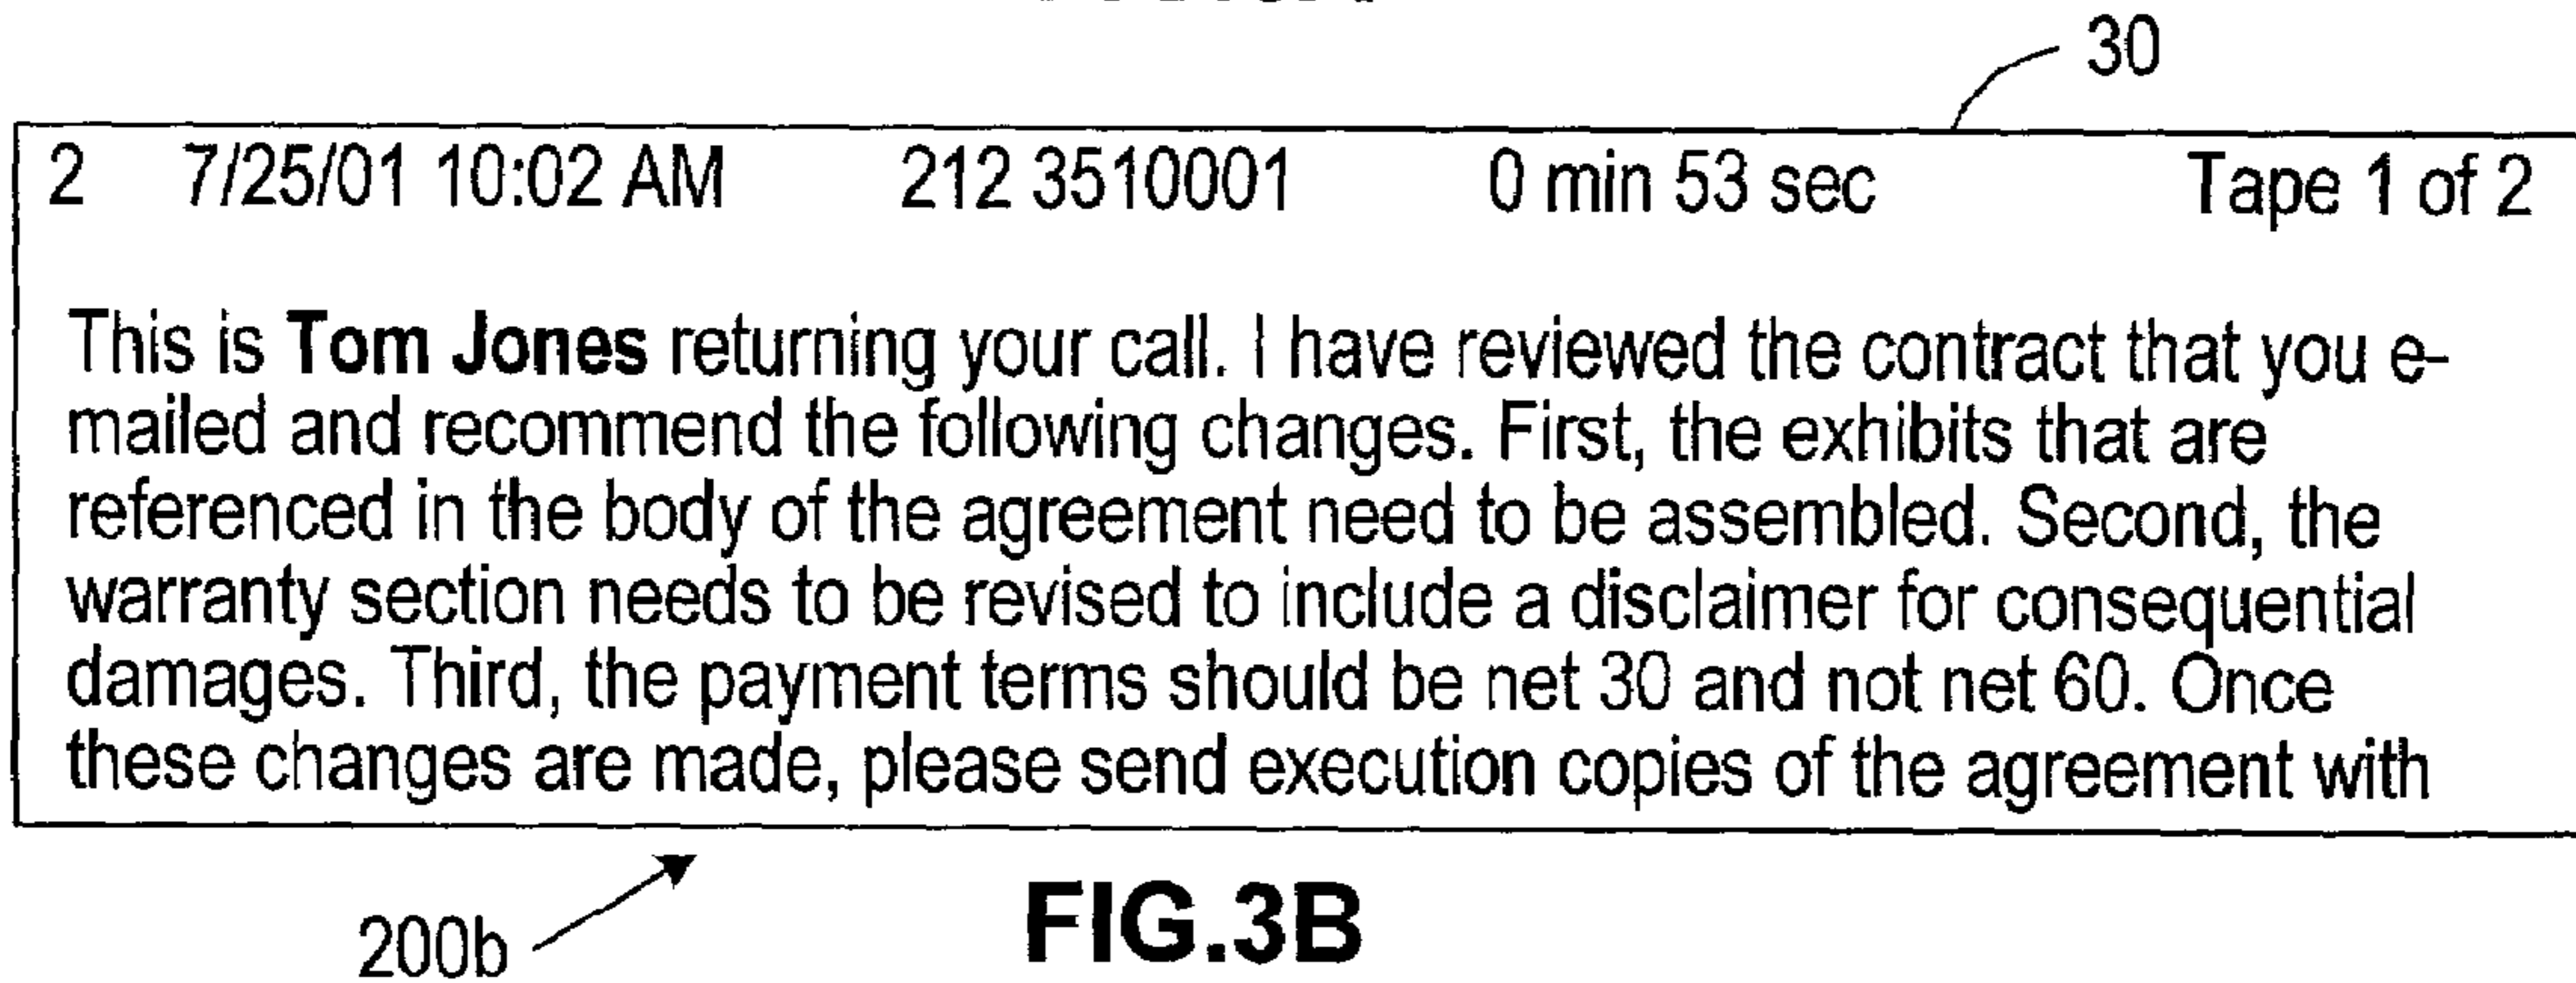 30
2 7/25/01 10:02 AM 212 3510001 0 min 53 sec Tape 1 of 2
This is Tom Jones returning your call. I have reviewed the contract that you e-
mailed and recommend the following changes. First, the exhibits that are
referenced in the body of the agreement need to be assembled. Second, the
warranty section needs to be revised to include a disclaimer for consequential
damages. Third, the payment terms should be net 30 and not net 60. Once
these changes are made, please send execution copies of the agreement with
200b
FIG.3B